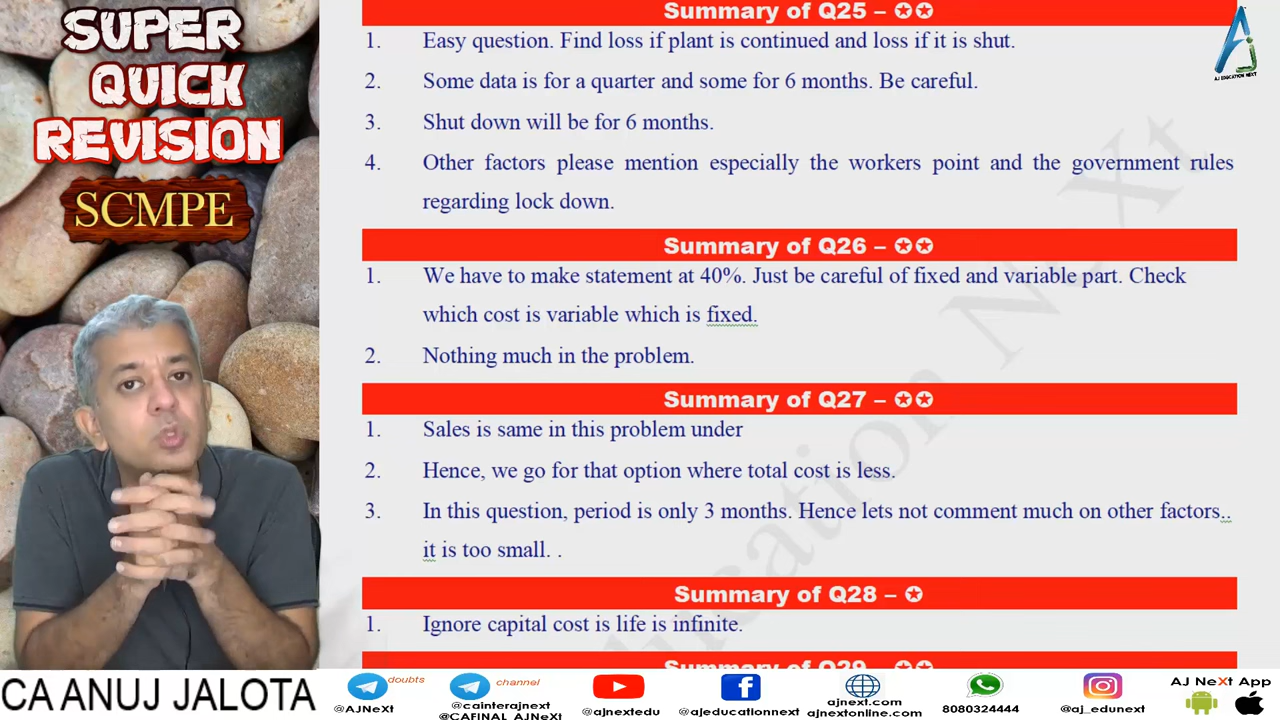 SUPER
QUICK
REVISION
SCMPE
AJ EDUCATION NEXT
Summary of Q25 – ✪✪
1. Easy question. Find loss if plant is continued and loss if it is shut.
2. Some data is for a quarter and some for 6 months. Be careful.
3. Shut down will be for 6 months.
4. Other factors please mention especially the workers point and the government rules
regarding lock down.
Summary of Q26 – ✪✪
1. We have to make statement at 40%. Just be careful of fixed and variable part. Check
which cost is variable which is fixed.
2. Nothing much in the problem.
Summary of Q27 – ✪✪
1. Sales is same in this problem under
2. Hence, we go for that option where total cost is less.
3. In this question, period is only 3 months. Hence lets not comment much on other factors..
it is too small. .
Summary of Q28 – ✪
1. Ignore capital cost is life is infinite.
Summary of Q29 – ✪✪
CA ANUJ JALOTA
doubts
@AJNeXt
channel
@cainterajnext
@CAFINAL_AJNeXt
@ajnextedu
@ajeducationnext
ajnext.com
ajnextonline.com
8080324444
@aj_edunext
AJ NeXt App